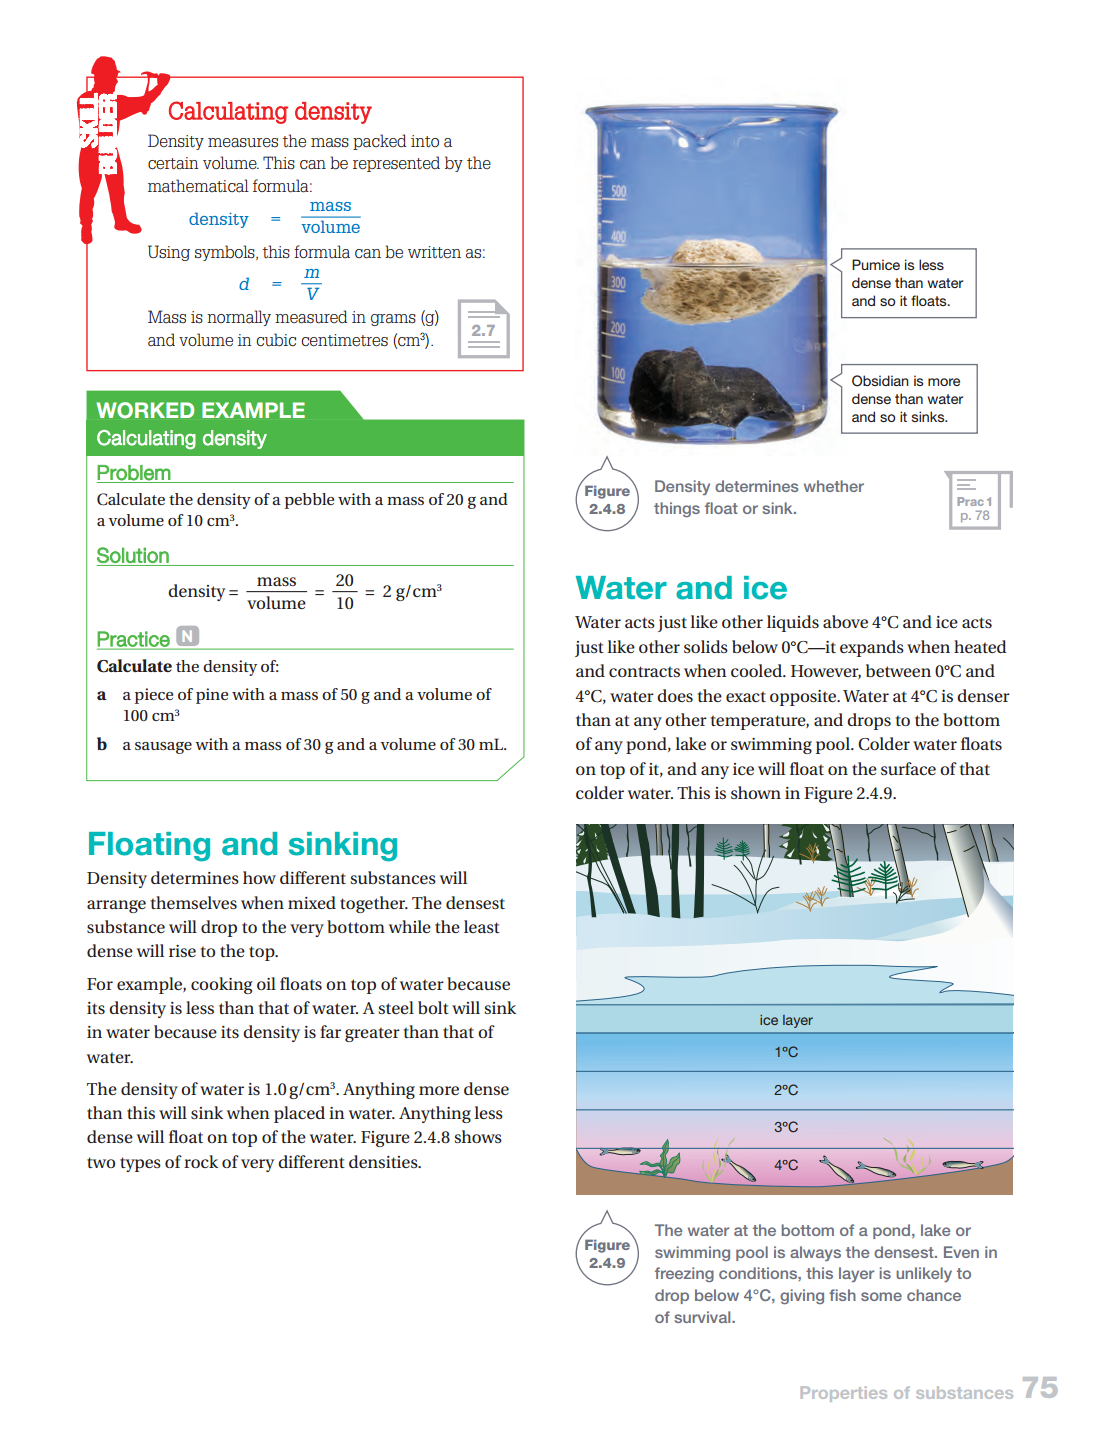 SKILL
BUILDER
Calculating density
Density measures the mass packed into a
certain volume. This can be represented by the
mathematical formula:
density = mass / volume
Using symbols, this formula can be written as:
d = m / V
Mass is normally measured in grams (g)
and volume in cubic centimetres (cm³).
2.7
WORKED EXAMPLE
Calculating density
Problem
Calculate the density of a pebble with a mass of 20 g and
a volume of 10 cm³.
Solution
density = mass / volume = 20 / 10 = 2 g/cm³
Practice N
Calculate the density of:
a a piece of pine with a mass of 50 g and a volume of
100 cm³
b a sausage with a mass of 30 g and a volume of 30 mL.
Floating and sinking
Density determines how different substances will
arrange themselves when mixed together. The densest
substance will drop to the very bottom while the least
dense will rise to the top.
For example, cooking oil floats on top of water because
its density is less than that of water. A steel bolt will sink
in water because its density is far greater than that of
water.
The density of water is 1.0 g/cm³. Anything more dense
than this will sink when placed in water. Anything less
dense will float on top of the water. Figure 2.4.8 shows
two types of rock of very different densities.
500
400
300
200
100
Pumice is less
dense than water
and so it floats.
Obsidian is more
dense than water
and so it sinks.
Figure
2.4.8
Density determines whether
things float or sink.
Prac 1
p. 78
Water and ice
Water acts just like other liquids above 4°C and ice acts
just like other solids below 0°C—it expands when heated
and contracts when cooled. However, between 0°C and
4°C, water does the exact opposite. Water at 4°C is denser
than at any other temperature, and drops to the bottom
of any pond, lake or swimming pool. Colder water floats
on top of it, and any ice will float on the surface of that
colder water. This is shown in Figure 2.4.9.
ice layer
1°C
2°C
3°C
4°C
Figure
2.4.9
The water at the bottom of a pond, lake or
swimming pool is always the densest. Even in
freezing conditions, this layer is unlikely to
drop below 4°C, giving fish some chance
of survival.
Properties of substances 75